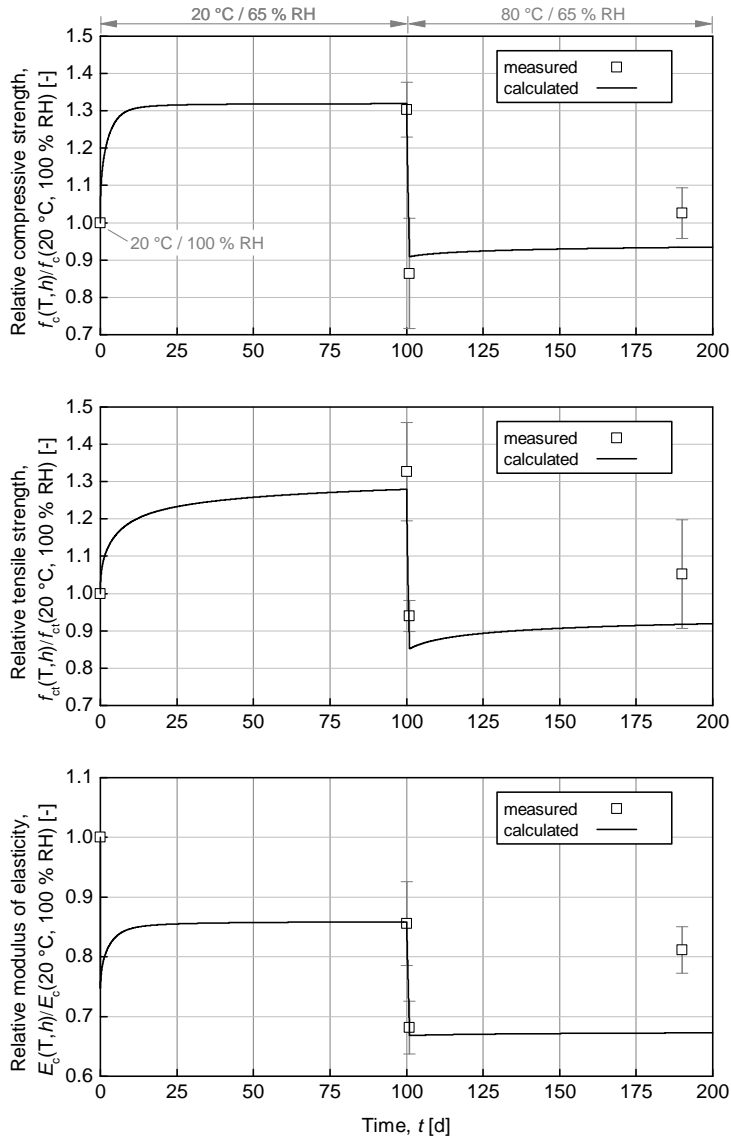 20 °C / 65 % RH
80 °C / 65 % RH
Relative compressive strength,
f_c(T,h)/f_c(20 °C, 100 % RH) [-]
1.5
1.4
1.3
1.2
1.1
1.0
0.9
0.8
0.7
measured
calculated
20 °C / 100 % RH
0 25 50 75 100 125 150 175 200
Relative tensile strength,
f_ct(T,h)/f_ct(20 °C, 100 % RH) [-]
1.5
1.4
1.3
1.2
1.1
1.0
0.9
0.8
0.7
measured
calculated
0 25 50 75 100 125 150 175 200
Relative modulus of elasticity,
E_c(T,h)/E_c(20 °C, 100 % RH) [-]
1.1
1.0
0.9
0.8
0.7
0.6
measured
calculated
0 25 50 75 100 125 150 175 200
Time, t [d]